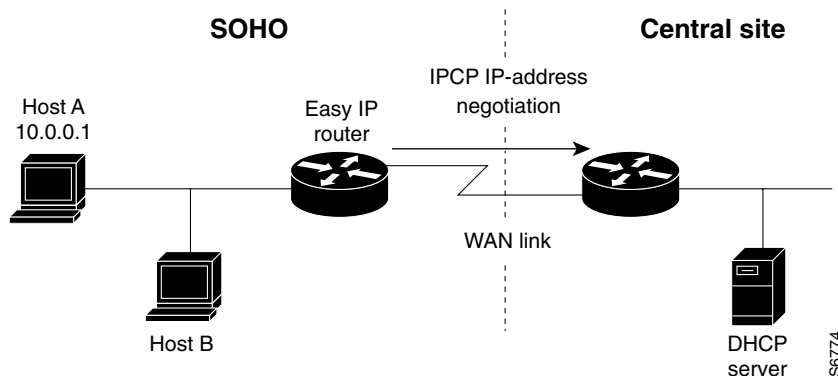 SOHO
Central site
IPCP IP-address
negotiation
Host A
10.0.0.1
Easy IP
router
WAN link
Host B
DHCP
server
S6774